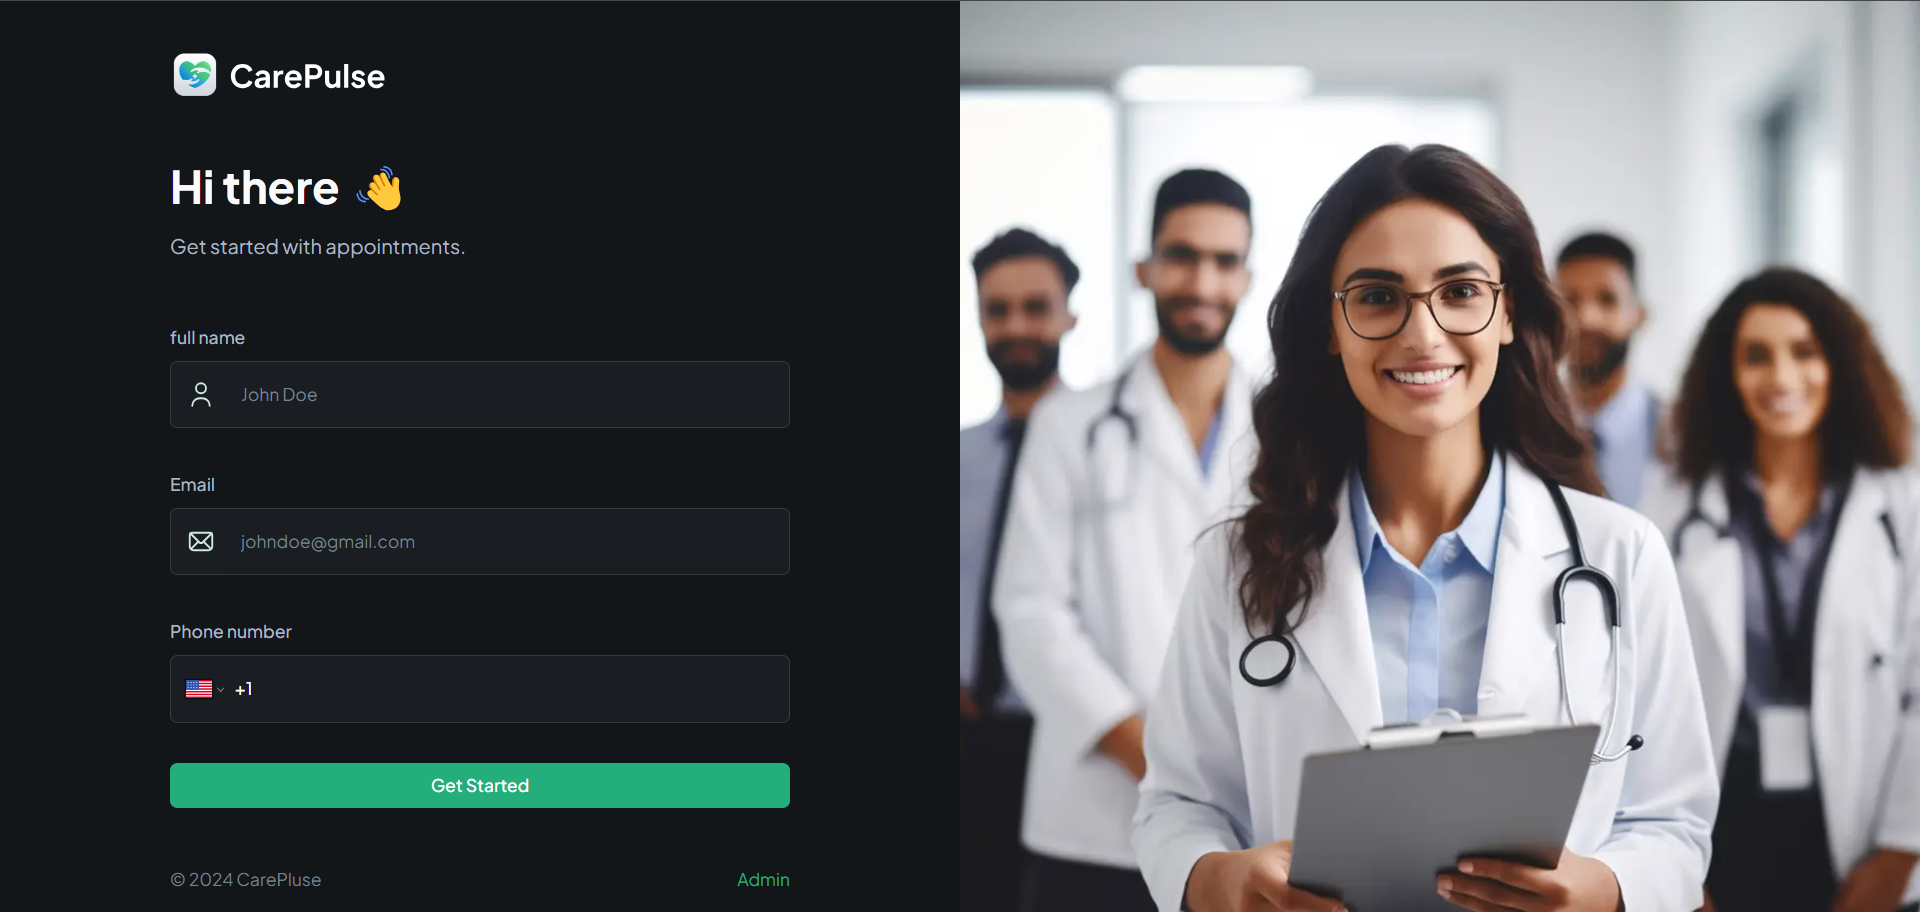 CarePulse
Hi there 👋
Get started with appointments.
full name
John Doe
Email
johndoe@gmail.com
Phone number
+1
Get Started
© 2024 CarePluse
Admin